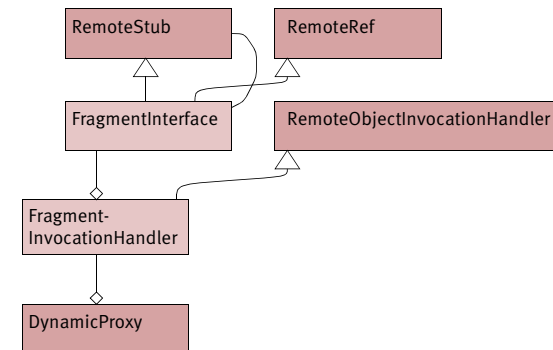 RemoteStub
RemoteRef
FragmentInterface
RemoteObjectInvocationHandler
Fragment-
InvocationHandler
DynamicProxy